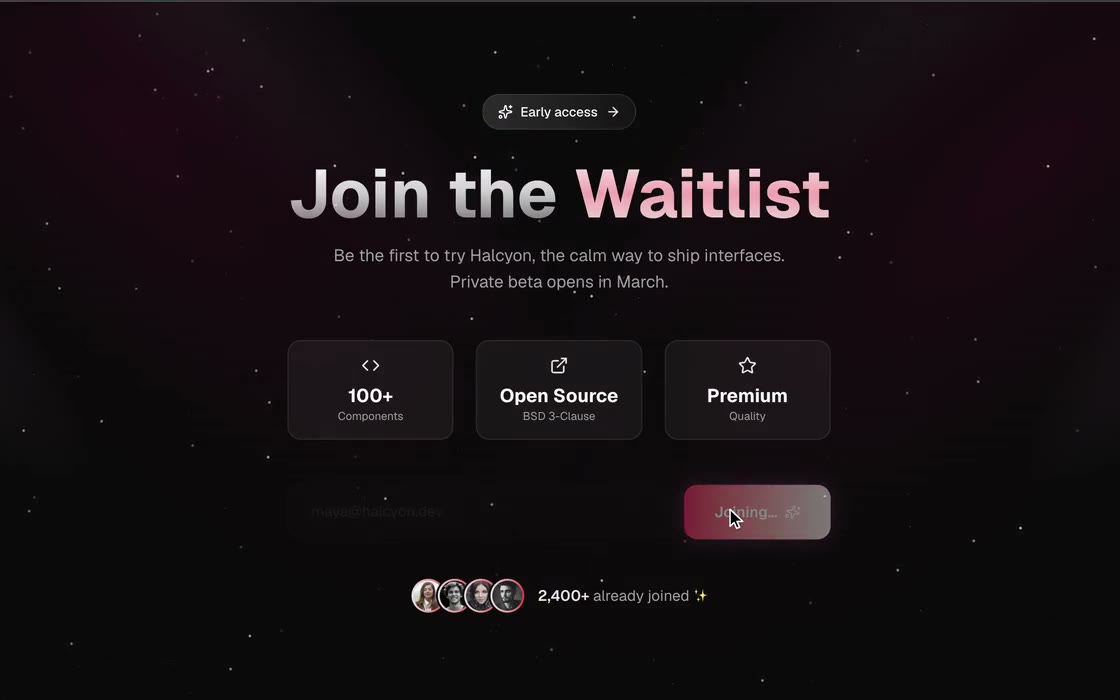 Early access
Join the Waitlist
Be the first to try Halcyon, the calm way to ship interfaces.
Private beta opens in March.
100+
Components
Open Source
BSD 3-Clause
Premium
Quality
maya@halcyon.dev
Joining...
2,400+ already joined ✨